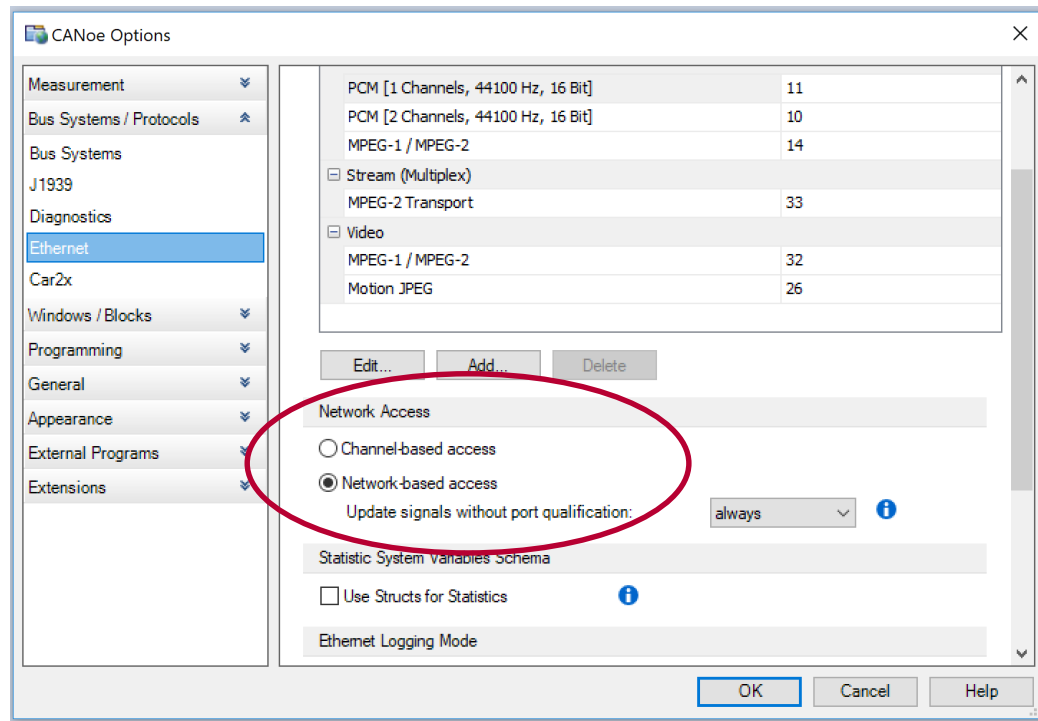 CANoe Options
Measurement
Bus Systems / Protocols
Bus Systems
J1939
Diagnostics
Ethernet
Car2x
Windows / Blocks
Programming
General
Appearance
External Programs
Extensions
PCM [1 Channels, 44100 Hz, 16 Bit] 11
PCM [2 Channels, 44100 Hz, 16 Bit] 10
MPEG-1 / MPEG-2 14
Stream (Multiplex)
MPEG-2 Transport 33
Video
MPEG-1 / MPEG-2 32
Motion JPEG 26
Edit... Add... Delete
Network Access
Channel-based access
Network-based access
Update signals without port qualification: always
Statistic System Variables Schema
Use Structs for Statistics
Ethernet Logging Mode
OK Cancel Help